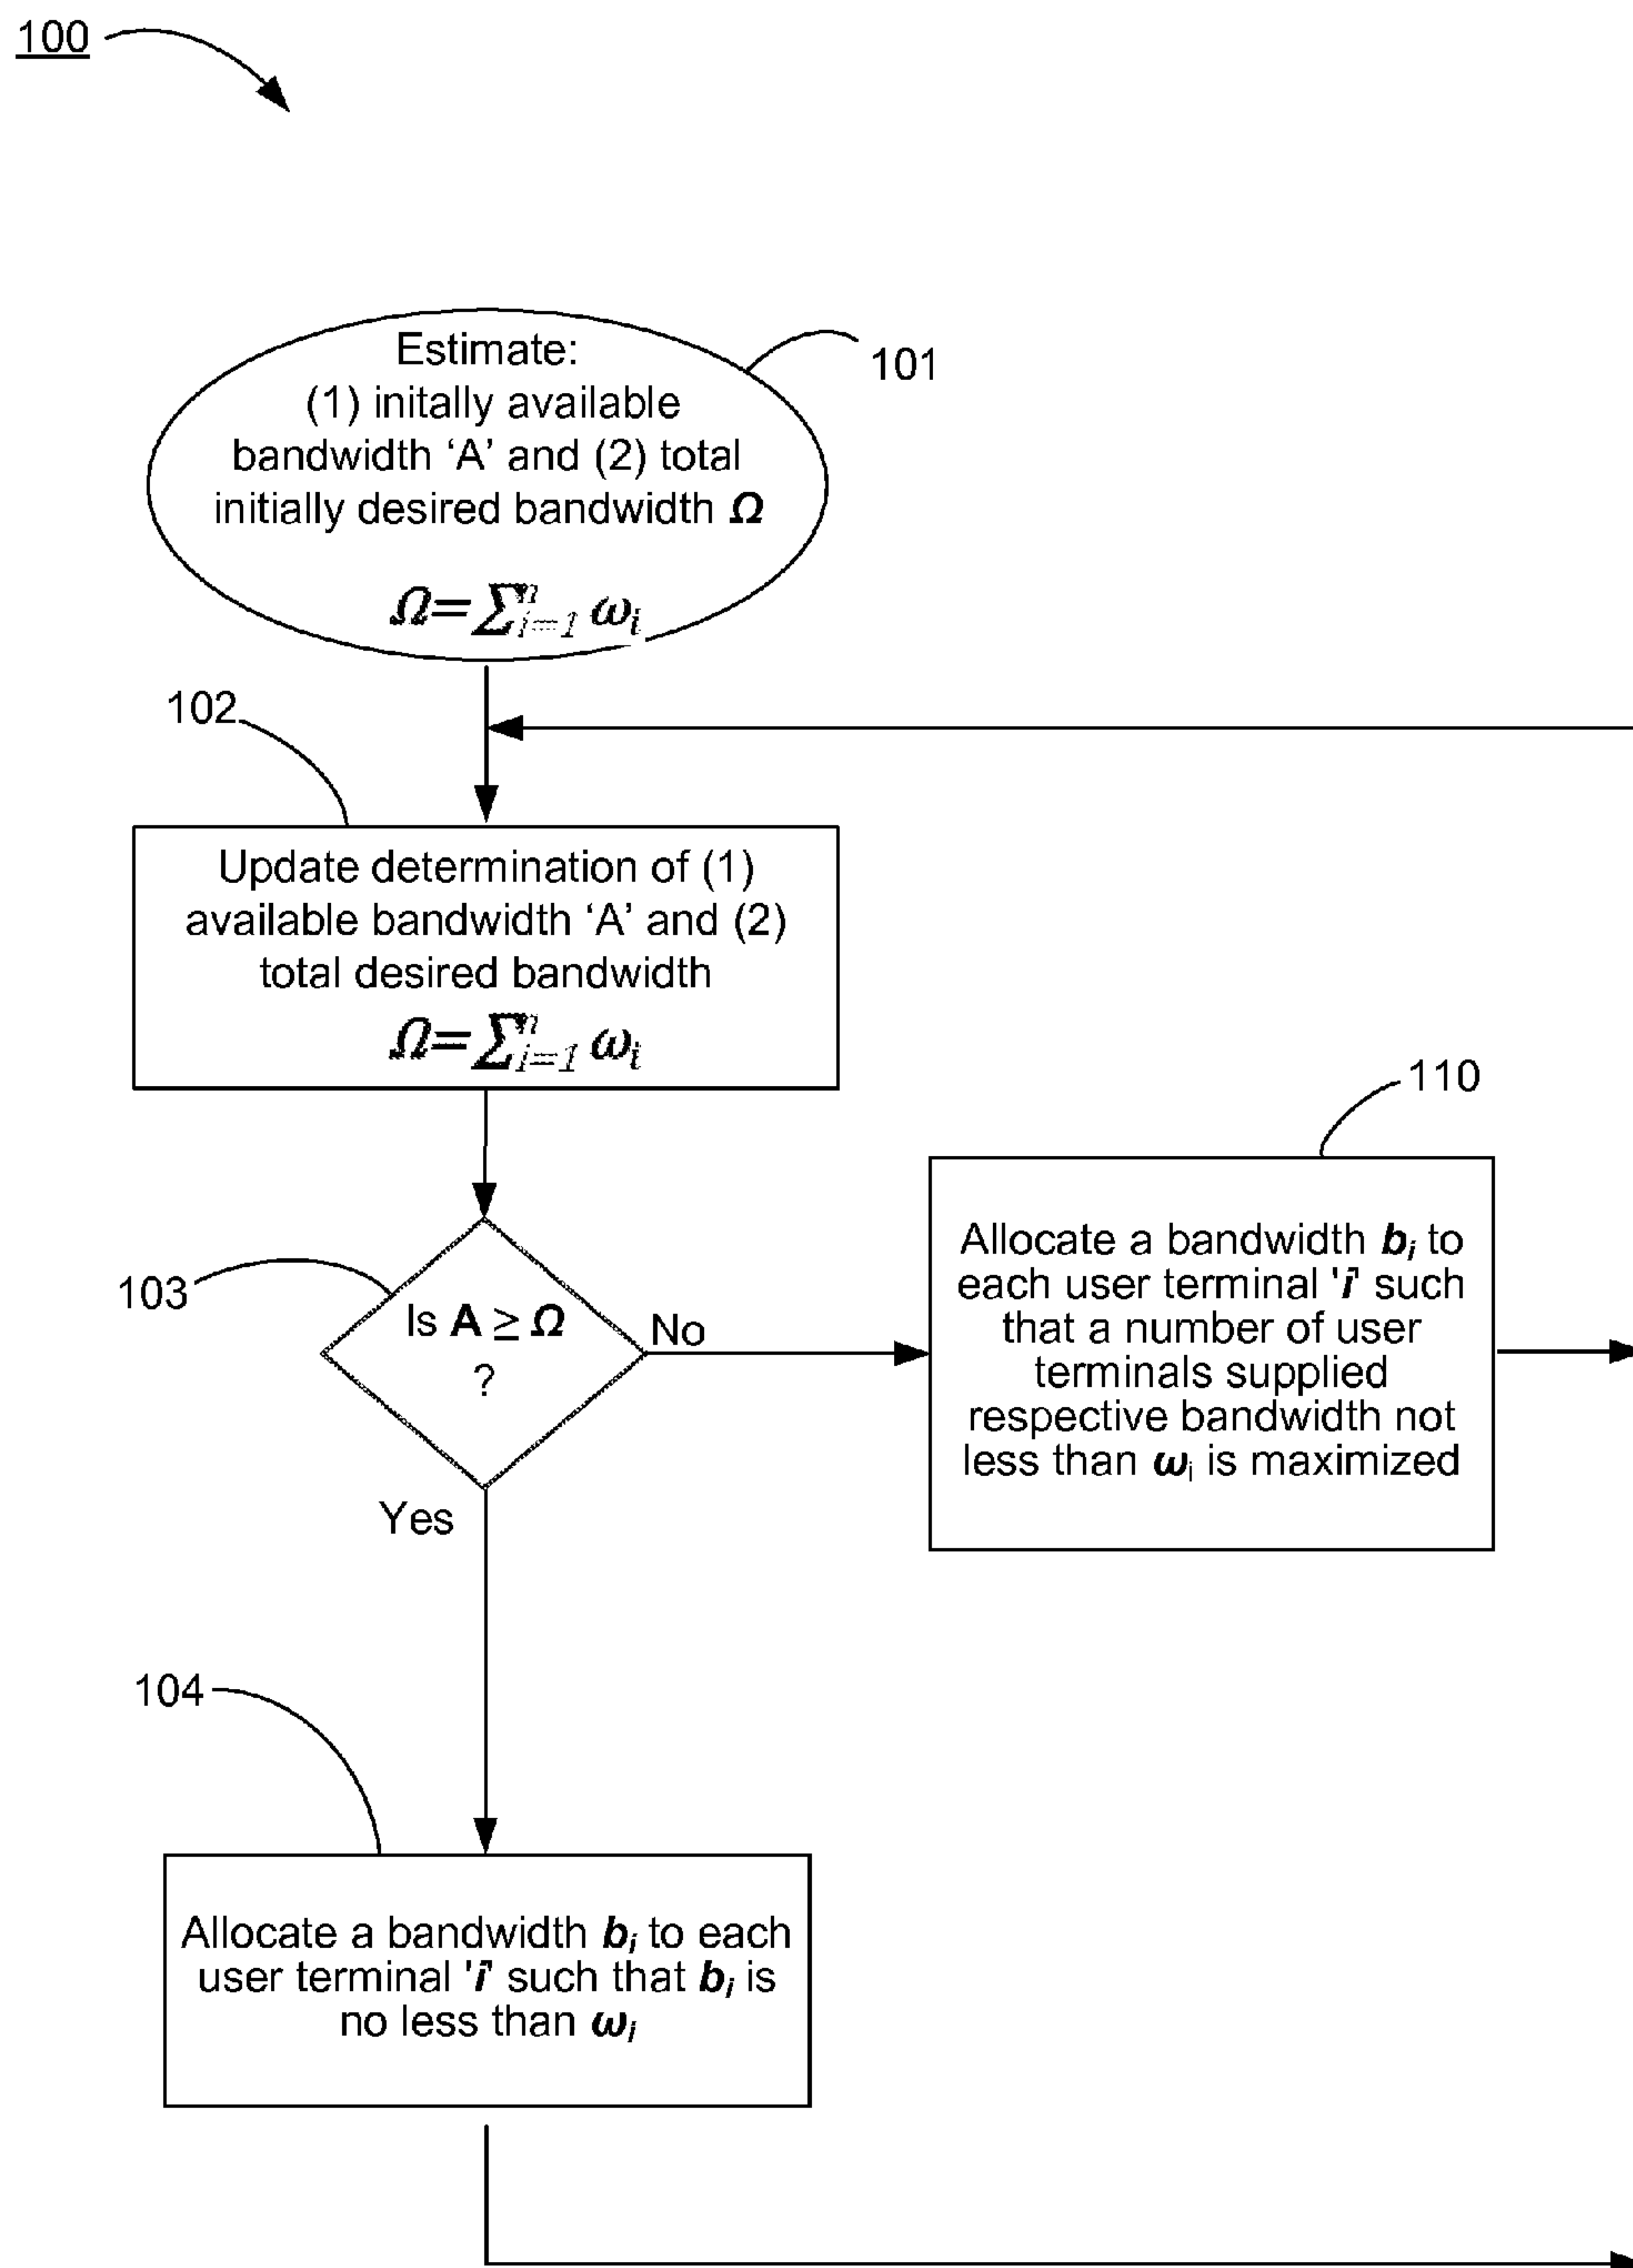 100
Estimate:
(1) initally available
bandwidth ‘A’ and (2) total
initially desired bandwidth Ω
Ω=∑ⁿᵢ₌₁ ωᵢ
101
102
Update determination of (1)
available bandwidth ‘A’ and (2)
total desired bandwidth
Ω=∑ⁿᵢ₌₁ ωᵢ
103
Is A ≥ Ω
?
No
Yes
110
Allocate a bandwidth bᵢ to
each user terminal 'i' such
that a number of user
terminals supplied
respective bandwidth not
less than ωᵢ is maximized
104
Allocate a bandwidth bᵢ to each
user terminal 'i' such that bᵢ is
no less than ωᵢ